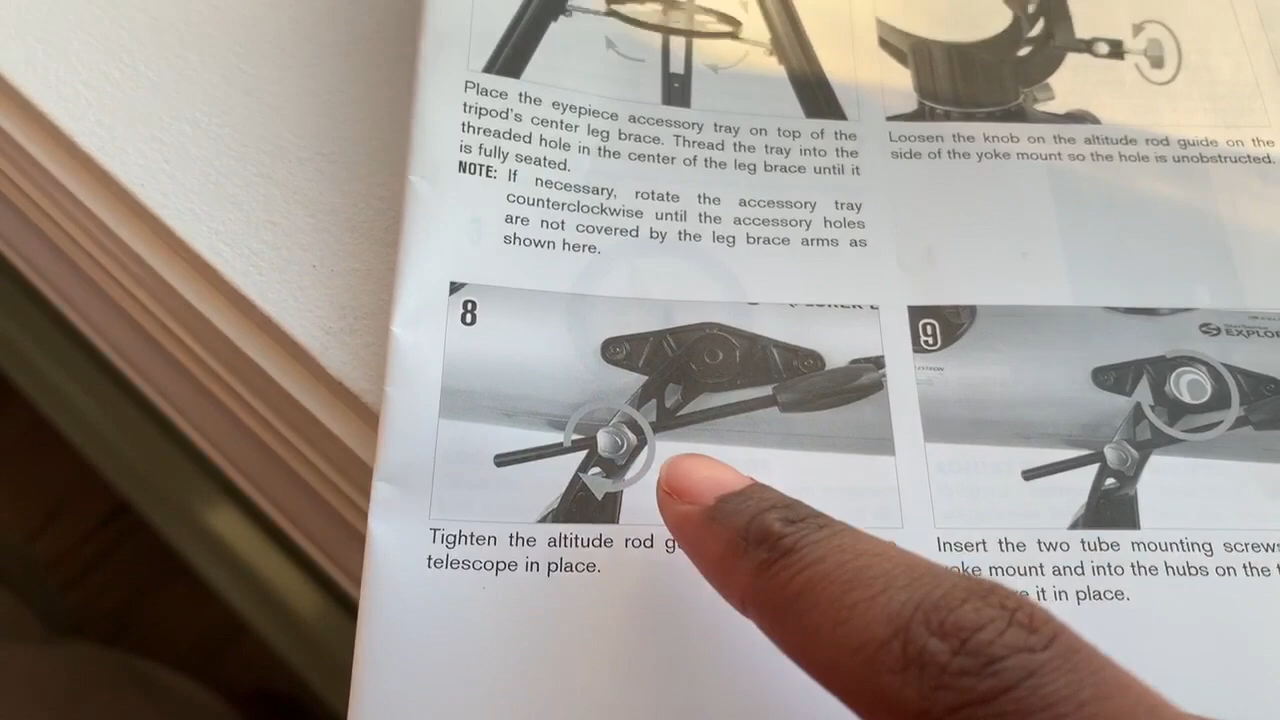 Place the eyepiece accessory tray on top of the
tripod's center leg brace. Thread the tray into the
threaded hole in the center of the leg brace until it
is fully seated.
NOTE: If necessary, rotate the accessory tray
counterclockwise until the accessory holes
are not covered by the leg brace arms as
shown here.
Loosen the knob on the altitude rod guide on the
side of the yoke mount so the hole is unobstructed.
8
Tighten the altitude rod
telescope in place.
9
EXPLOR
Insert the two tube mounting screws
mount and into the hubs on the
it in place.